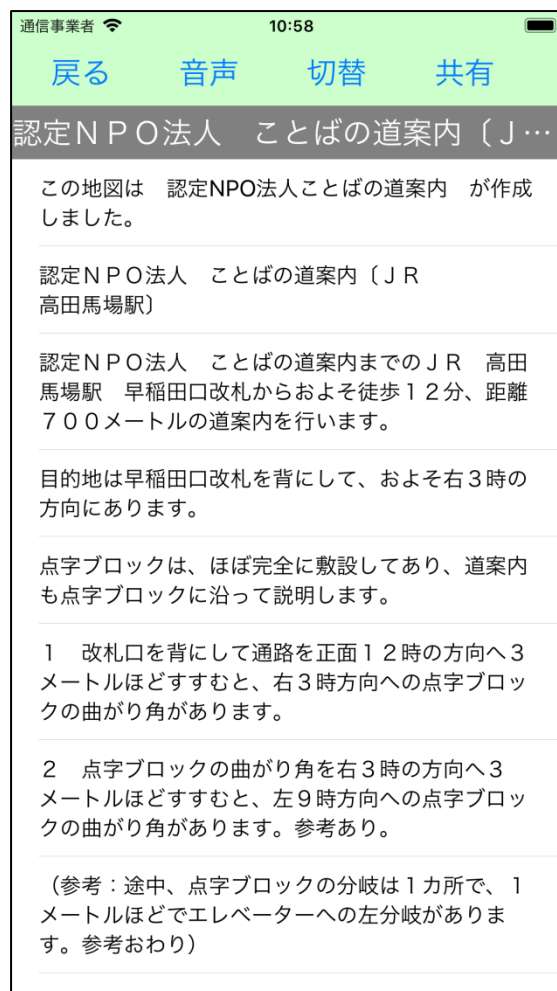 通信事業者 10:58
戻る 音声 切替 共有
認定ＮＰＯ法人　ことばの道案内〔Ｊ…
この地図は　認定NPO法人ことばの道案内　が作成
しました。
認定ＮＰＯ法人　ことばの道案内〔ＪＲ
高田馬場駅〕
認定ＮＰＯ法人　ことばの道案内までのＪＲ　高田
馬場駅　早稲田口改札からおよそ徒歩１２分、距離
７００メートルの道案内を行います。
目的地は早稲田口改札を背にして、およそ右３時の
方向にあります。
点字ブロックは、ほぼ完全に敷設してあり、道案内
も点字ブロックに沿って説明します。
１　改札口を背にして通路を正面１２時の方向へ３
メートルほどすすむと、右３時方向への点字ブロッ
クの曲がり角があります。
２　点字ブロックの曲がり角を右３時の方向へ３
メートルほどすすむと、左９時方向への点字ブロッ
クの曲がり角があります。参考あり。
（参考：途中、点字ブロックの分岐は１カ所で、１
メートルほどでエレベーターへの左分岐がありま
す。参考おわり）